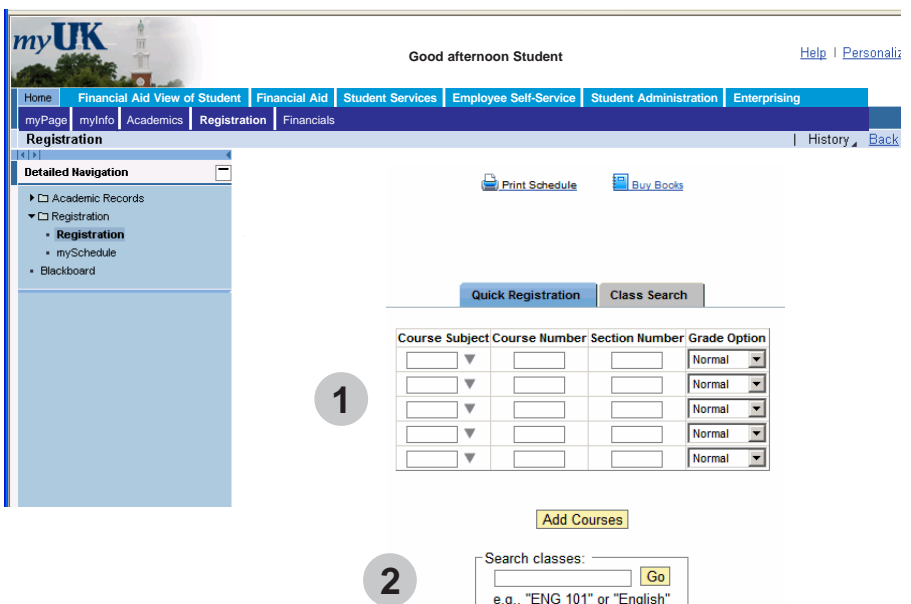 myUK
Good afternoon Student
Help | Personaliz
Home Financial Aid View of Student Financial Aid Student Services Employee Self-Service Student Administration Enterprising
myPage myInfo Academics Registration Financials
Registration | History Back
Detailed Navigation
Academic Records
Registration
Registration
mySchedule
Blackboard
Print Schedule Buy Books
Quick Registration Class Search
Course Subject Course Number Section Number Grade Option
Normal
Normal
1
Normal
Normal
Normal
Add Courses
2
Search classes:
Go
e.g., "ENG 101" or "English"